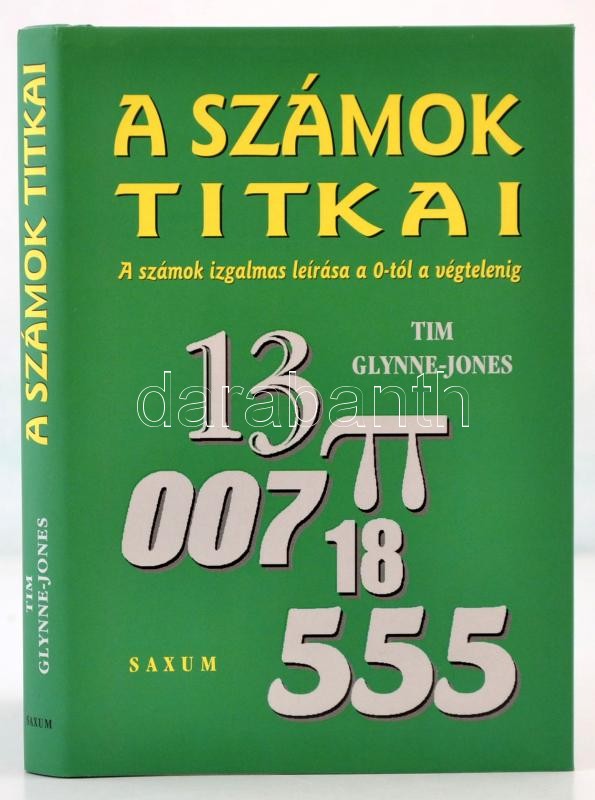 A SZÁMOK
TITKAI
A számok izgalmas leírása a 0-tól a végtelenig
TIM
GLYNNE-JONES
13
π
007
18
555
SAXUM
A SZÁMOK TITKAI
TIM
GLYNNE-JONES
SAXUM
darabanth